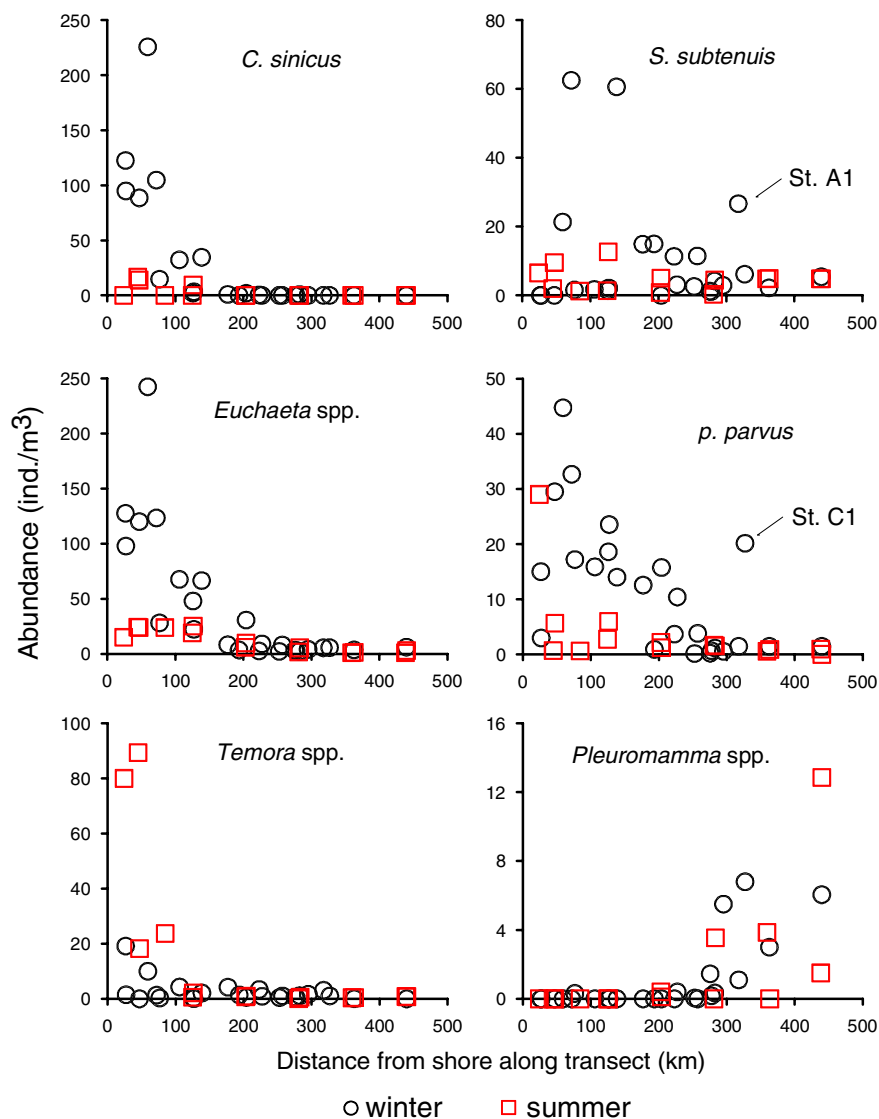 C. sinicus
250
200
150
100
50
0
0 100 200 300 400 500
S. subtenuis
St. A1
80
60
40
20
0
0 100 200 300 400 500
Euchaeta spp.
250
200
150
100
50
0
0 100 200 300 400 500
p. parvus
St. C1
50
40
30
20
10
0
0 100 200 300 400 500
Temora spp.
100
80
60
40
20
0
0 100 200 300 400 500
Pleuromamma spp.
16
12
8
4
0
0 100 200 300 400 500
Abundance (ind./m3)
Distance from shore along transect (km)
winter summer